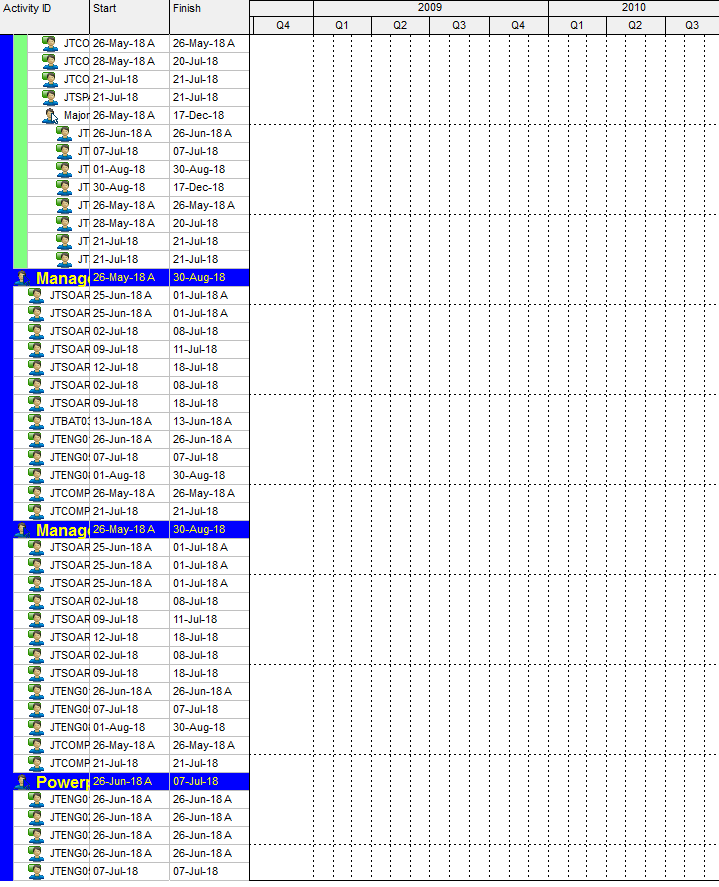 Activity ID Start Finish 2009 2010
Q4 Q1 Q2 Q3 Q4 Q1 Q2 Q3
JTCO 26-May-18 A 26-May-18 A
JTCO 28-May-18 A 20-Jul-18
JTCO 21-Jul-18 21-Jul-18
JTSPA 21-Jul-18 21-Jul-18
Major 26-May-18 A 17-Dec-18
JT 26-Jun-18 A 26-Jun-18 A
JT 07-Jul-18 07-Jul-18
JT 01-Aug-18 30-Aug-18
JT 30-Aug-18 17-Dec-18
JT 26-May-18 A 26-May-18 A
JT 28-May-18 A 20-Jul-18
JT 21-Jul-18 21-Jul-18
JT 21-Jul-18 21-Jul-18
Manag 26-May-18 A 30-Aug-18
JTSOAR 25-Jun-18 A 01-Jul-18 A
JTSOAR 25-Jun-18 A 01-Jul-18 A
JTSOAR 02-Jul-18 08-Jul-18
JTSOAR 09-Jul-18 11-Jul-18
JTSOAR 12-Jul-18 18-Jul-18
JTSOAR 02-Jul-18 08-Jul-18
JTSOAR 09-Jul-18 18-Jul-18
JTBAT03 13-Jun-18 A 13-Jun-18 A
JTENG01 26-Jun-18 A 26-Jun-18 A
JTENG05 07-Jul-18 07-Jul-18
JTENG08 01-Aug-18 30-Aug-18
JTCOMP 26-May-18 A 26-May-18 A
JTCOMP 21-Jul-18 21-Jul-18
Manag 26-May-18 A 30-Aug-18
JTSOAR 25-Jun-18 A 01-Jul-18 A
JTSOAR 25-Jun-18 A 01-Jul-18 A
JTSOAR 25-Jun-18 A 01-Jul-18 A
JTSOAR 02-Jul-18 08-Jul-18
JTSOAR 09-Jul-18 11-Jul-18
JTSOAR 12-Jul-18 18-Jul-18
JTSOAR 02-Jul-18 08-Jul-18
JTSOAR 09-Jul-18 18-Jul-18
JTENG01 26-Jun-18 A 26-Jun-18 A
JTENG05 07-Jul-18 07-Jul-18
JTENG08 01-Aug-18 30-Aug-18
JTCOMP 26-May-18 A 26-May-18 A
JTCOMP 21-Jul-18 21-Jul-18
Powerp 26-Jun-18 A 07-Jul-18
JTENG01 26-Jun-18 A 26-Jun-18 A
JTENG02 26-Jun-18 A 26-Jun-18 A
JTENG03 26-Jun-18 A 26-Jun-18 A
JTENG04 26-Jun-18 A 26-Jun-18 A
JTENG05 07-Jul-18 07-Jul-18